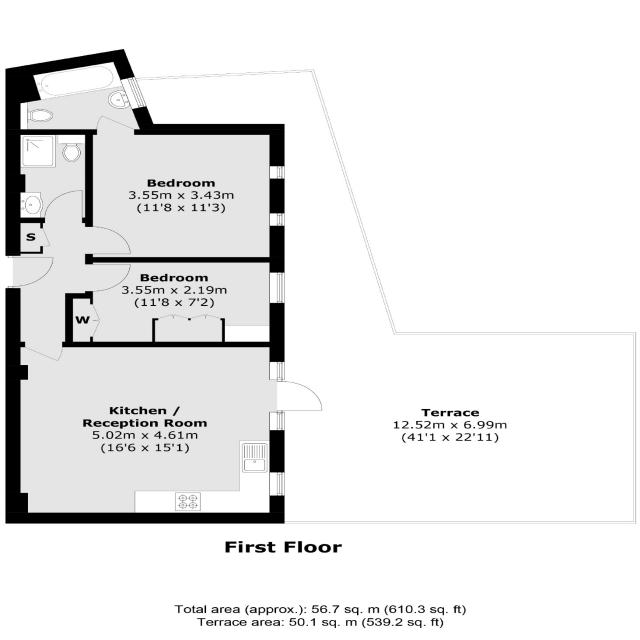 Bedroom
3.55m x 3.43m
(11'8 x 11'3)
S
Bedroom
3.55m x 2.19m
(11'8 x 7'2)
W
Kitchen /
Reception Room
5.02m x 4.61m
(16'6 x 15'1)
Terrace
12.52m x 6.99m
(41'1 x 22'11)
First Floor
Total area (approx.): 56.7 sq. m (610.3 sq. ft)
Terrace area: 50.1 sq. m (539.2 sq. ft)